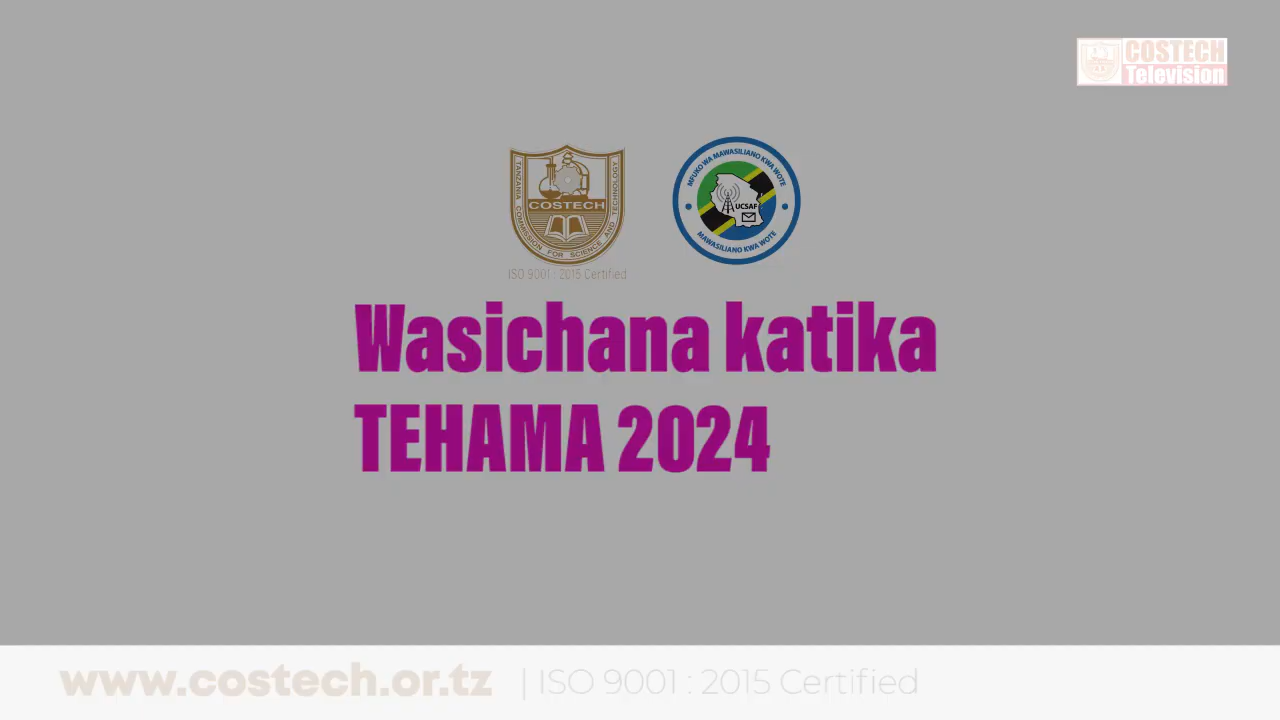 COSTECH
Television
TANZANIA COMMISSION FOR SCIENCE AND TECHNOLOGY
COSTECH
ISO 9001 : 2015 Certified
MFUKO WA MAWASILIANO KWA WOTE
UCSAF
MAWASILIANO KWA WOTE
Wasichana katika
TEHAMA 2024
www.costech.or.tz | ISO 9001 : 2015 Certified